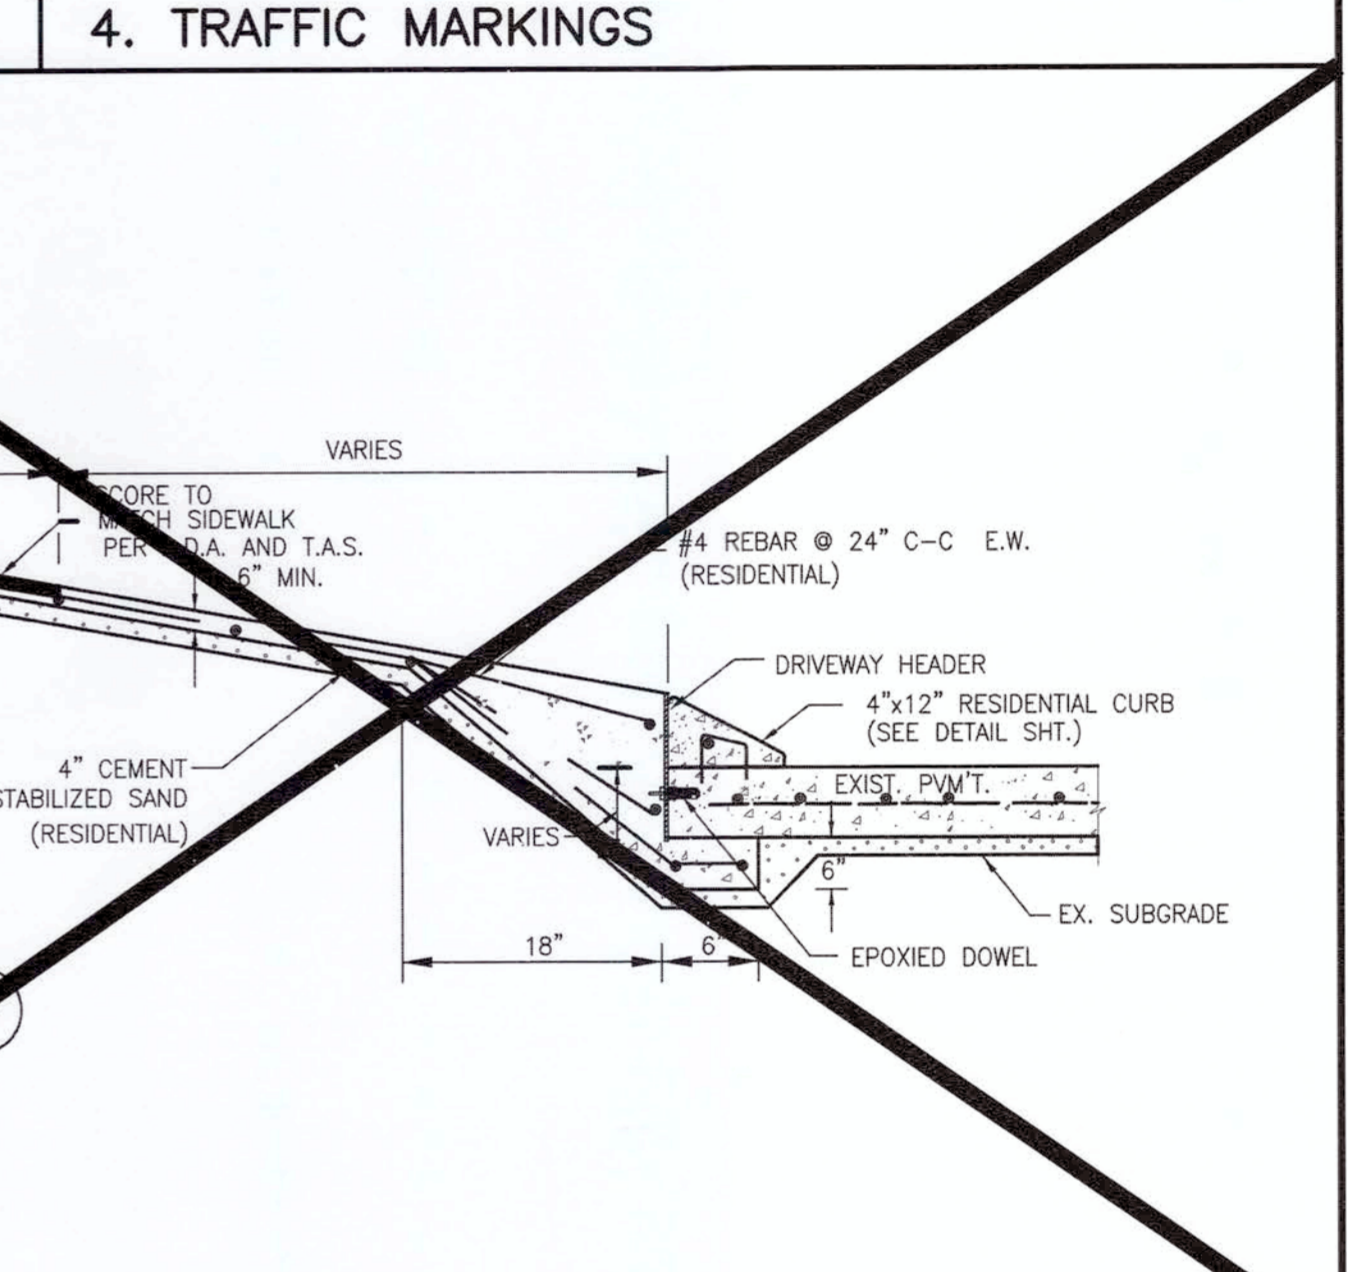 4. TRAFFIC MARKINGS
VARIES
SCORE TO
MATCH SIDEWALK
PER A.D.A. AND T.A.S.
6" MIN.
#4 REBAR @ 24" C-C E.W.
(RESIDENTIAL)
DRIVEWAY HEADER
4"x12" RESIDENTIAL CURB
(SEE DETAIL SHT.)
4" CEMENT
STABILIZED SAND
(RESIDENTIAL)
EXIST. PVM'T.
VARIES
6"
EX. SUBGRADE
18"
6"
EPOXIED DOWEL